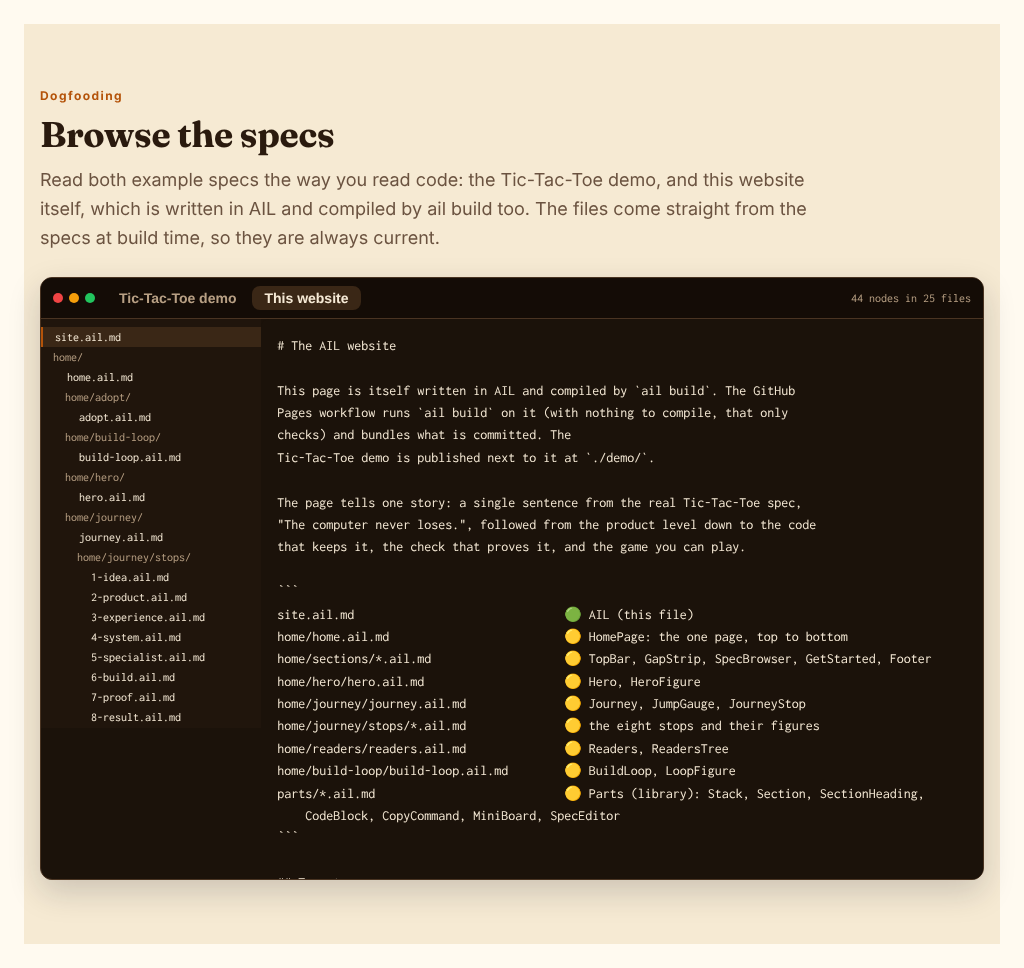 Dogfooding
Browse the specs
Read both example specs the way you read code: the Tic-Tac-Toe demo, and this website
itself, which is written in AIL and compiled by ail build too. The files come straight from the
specs at build time, so they are always current.
Tic-Tac-Toe demo
This website
44 nodes in 25 files
site.ail.md
home/
home.ail.md
home/adopt/
adopt.ail.md
home/build-loop/
build-loop.ail.md
home/hero/
hero.ail.md
home/journey/
journey.ail.md
home/journey/stops/
1-idea.ail.md
2-product.ail.md
3-experience.ail.md
4-system.ail.md
5-specialist.ail.md
6-build.ail.md
7-proof.ail.md
8-result.ail.md
# The AIL website
This page is itself written in AIL and compiled by `ail build`. The GitHub
Pages workflow runs `ail build` on it (with nothing to compile, that only
checks) and bundles what is committed. The
Tic-Tac-Toe demo is published next to it at `./demo/`.
The page tells one story: a single sentence from the real Tic-Tac-Toe spec,
"The computer never loses.", followed from the product level down to the code
that keeps it, the check that proves it, and the game you can play.
```
site.ail.md 🟢 AIL (this file)
home/home.ail.md 🟡 HomePage: the one page, top to bottom
home/sections/*.ail.md 🟡 TopBar, GapStrip, SpecBrowser, GetStarted, Footer
home/hero/hero.ail.md 🟡 Hero, HeroFigure
home/journey/journey.ail.md 🟡 Journey, JumpGauge, JourneyStop
home/journey/stops/*.ail.md 🟡 the eight stops and their figures
home/readers/readers.ail.md 🟡 Readers, ReadersTree
home/build-loop/build-loop.ail.md 🟡 BuildLoop, LoopFigure
parts/*.ail.md 🟡 Parts (library): Stack, Section, SectionHeading,
CodeBlock, CopyCommand, MiniBoard, SpecEditor
```